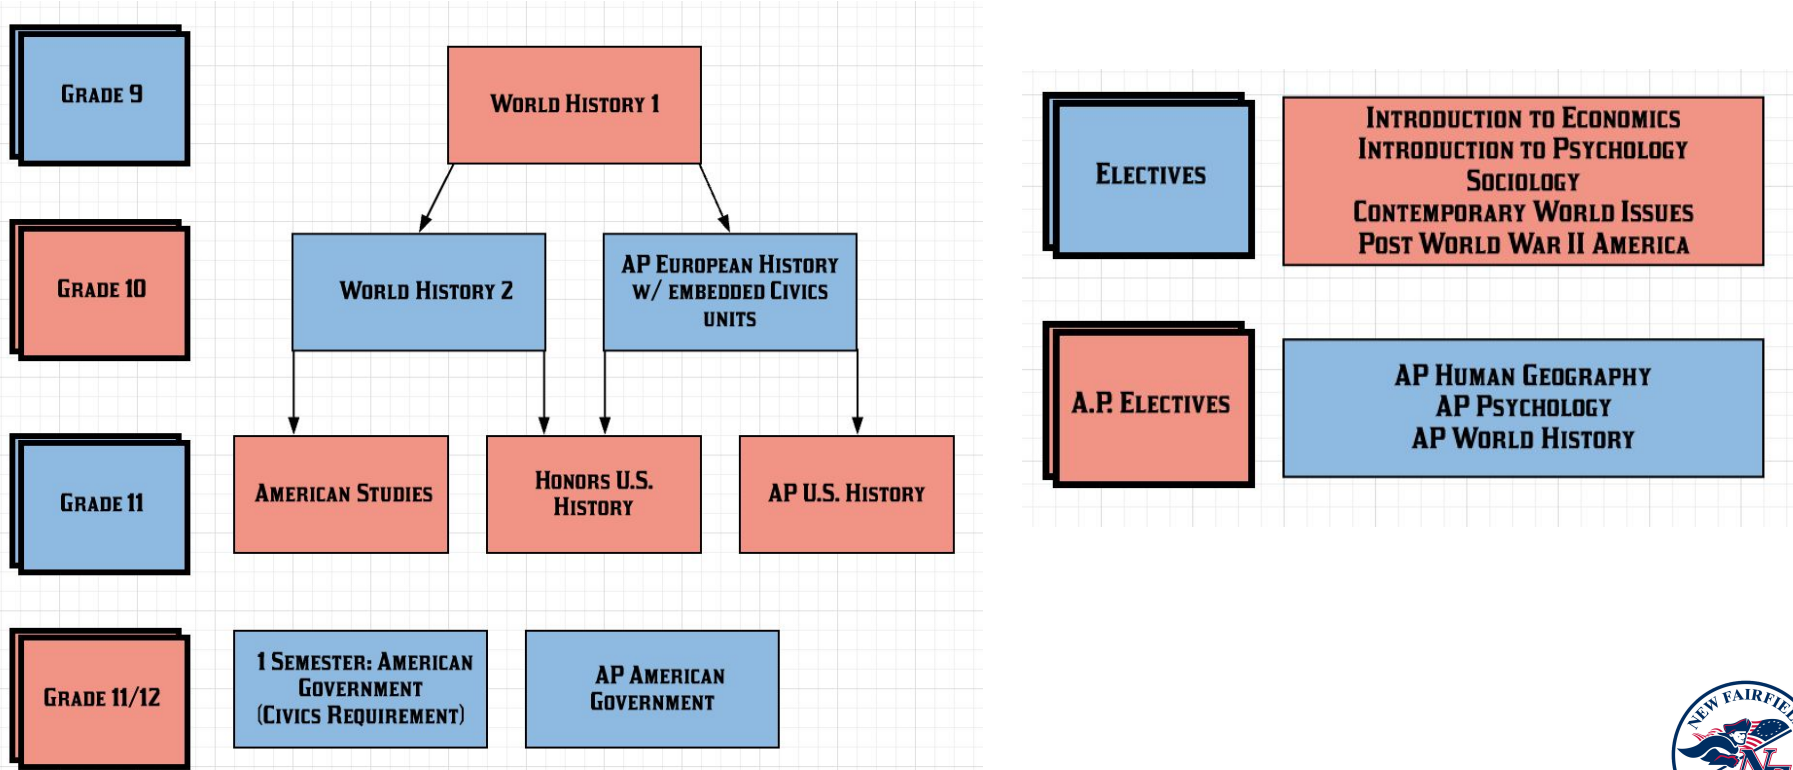 GRADE 9
WORLD HISTORY 1
GRADE 10
WORLD HISTORY 2
AP EUROPEAN HISTORY
W/ EMBEDDED CIVICS
UNITS
GRADE 11
AMERICAN STUDIES
HONORS U.S.
HISTORY
AP U.S. HISTORY
GRADE 11/12
1 SEMESTER: AMERICAN
GOVERNMENT
(CIVICS REQUIREMENT)
AP AMERICAN
GOVERNMENT
ELECTIVES
INTRODUCTION TO ECONOMICS
INTRODUCTION TO PSYCHOLOGY
SOCIOLOGY
CONTEMPORARY WORLD ISSUES
POST WORLD WAR II AMERICA
A.P. ELECTIVES
AP HUMAN GEOGRAPHY
AP PSYCHOLOGY
AP WORLD HISTORY
NEW